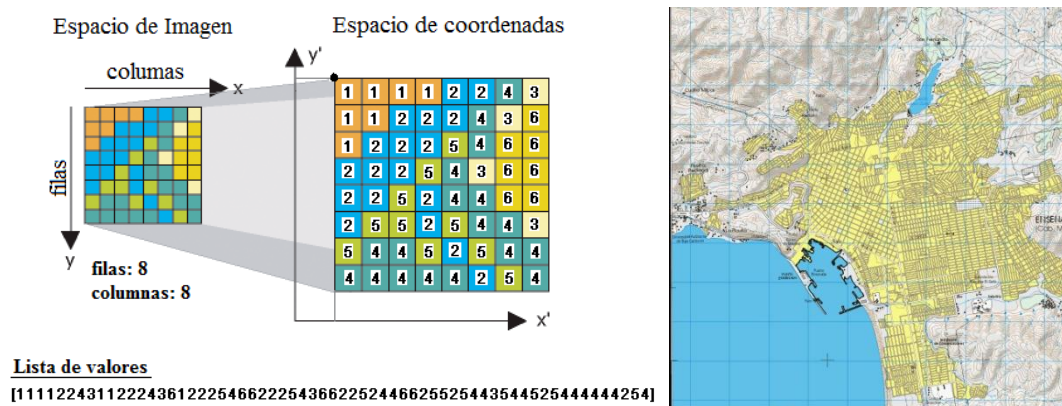 Espacio de Imagen
Espacio de coordenadas
columas
x
filas
y
filas: 8
columnas: 8
y'
x'
1 1 1 1 2 2 4 3
1 1 2 2 2 4 3 6
1 2 2 2 5 4 6 6
2 2 2 5 4 3 6 6
2 2 5 2 4 4 6 6
2 5 5 2 5 4 4 3
5 4 4 5 2 5 4 4
4 4 4 4 4 2 5 4
Lista de valores
[1111224311222436122254662225436622524466255254435445254444444254]
ENSENA
(Cab. M